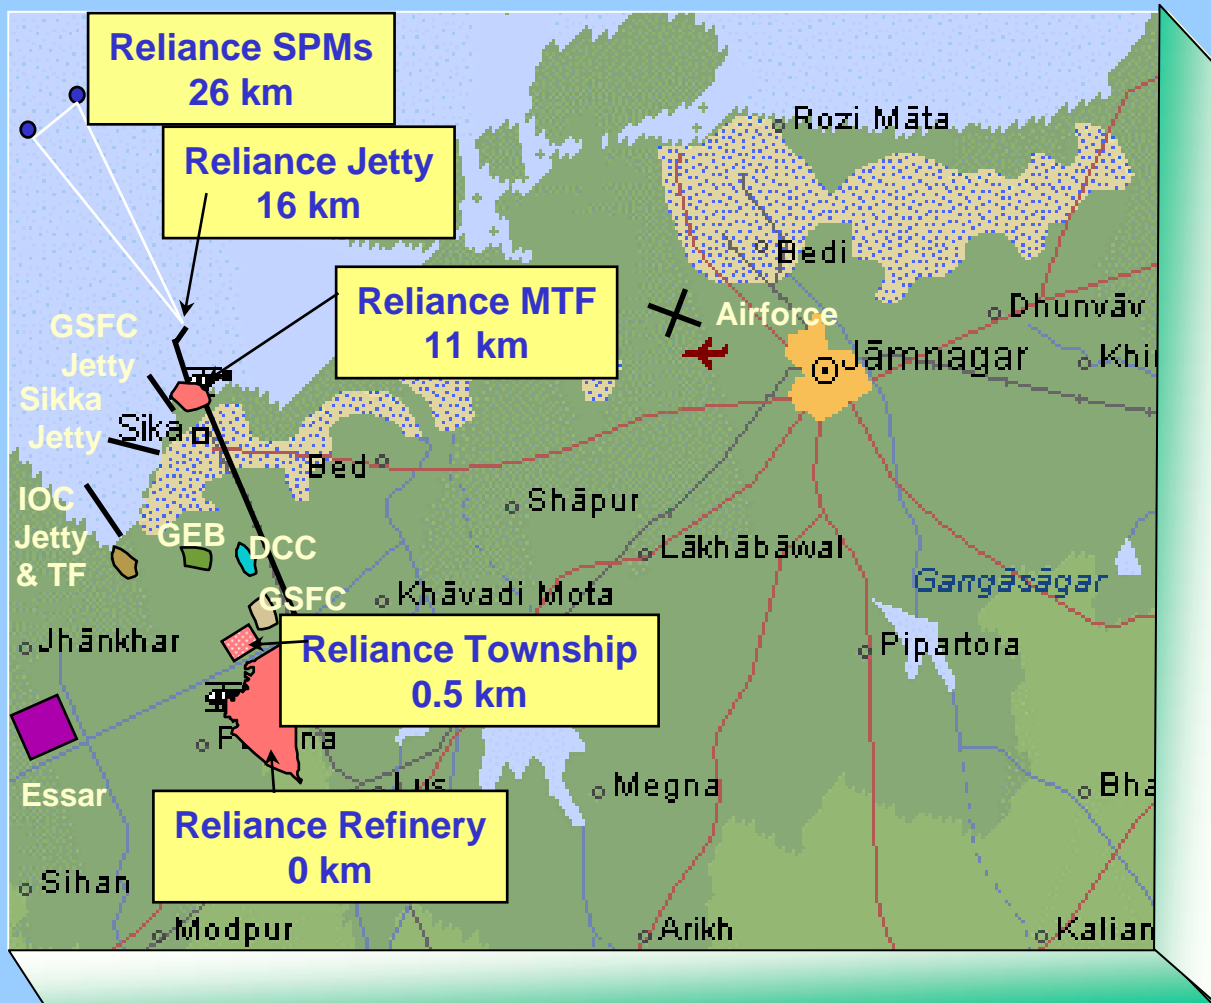 Reliance SPMs
26 km
Rozi Māta
Reliance Jetty
16 km
Bedi
Reliance MTF
11 km
Airforce
Dhunvāv
Jāmnagar
GSFC
Jetty
Sikka
Jetty
Sika
Bed
Shāpur
IOC
Jetty
& TF
GEB
DCC
Lākhābāwal
Gangāsāgar
GSFC
Khāvadi Mota
Jhānkhar
Reliance Township
0.5 km
Pipartora
Essar
Lus
Megna
Reliance Refinery
0 km
Sihan
Modpur
Arikh
Kalian